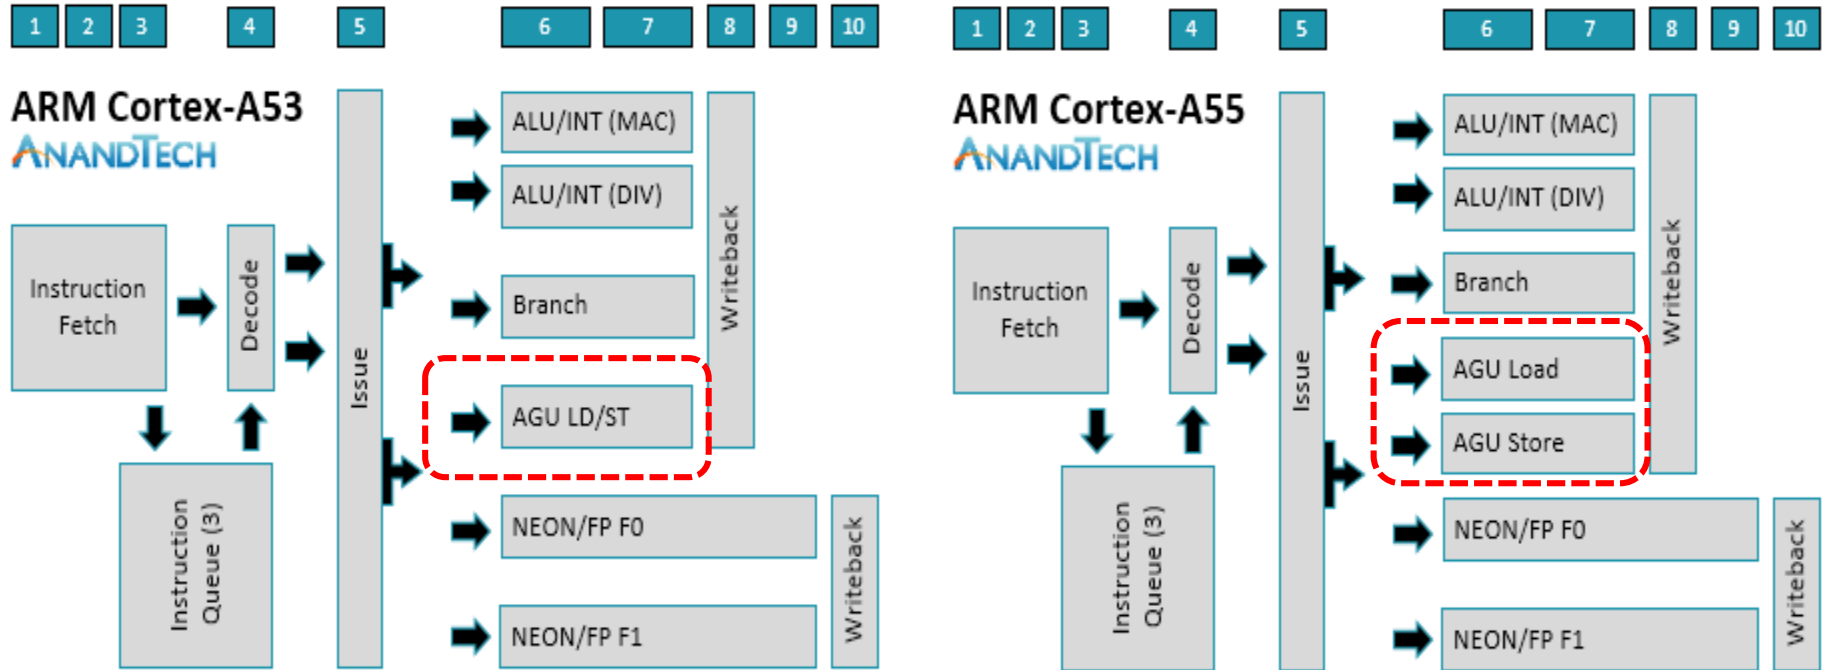 1 2 3 4 5 6 7 8 9 10
ARM Cortex-A53
ANANDTECH
Instruction
Fetch
Decode
Instruction
Queue (3)
Issue
ALU/INT (MAC)
ALU/INT (DIV)
Branch
AGU LD/ST
Writeback
NEON/FP F0
NEON/FP F1
Writeback
1 2 3 4 5 6 7 8 9 10
ARM Cortex-A55
ANANDTECH
Instruction
Fetch
Decode
Instruction
Queue (3)
Issue
ALU/INT (MAC)
ALU/INT (DIV)
Branch
AGU Load
AGU Store
Writeback
NEON/FP F0
NEON/FP F1
Writeback